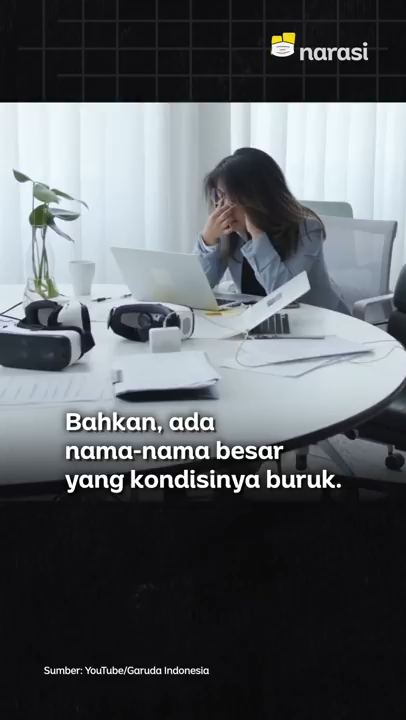 narasi
Bahkan, ada
nama-nama besar
yang kondisinya buruk.
Sumber: YouTube/Garuda Indonesia